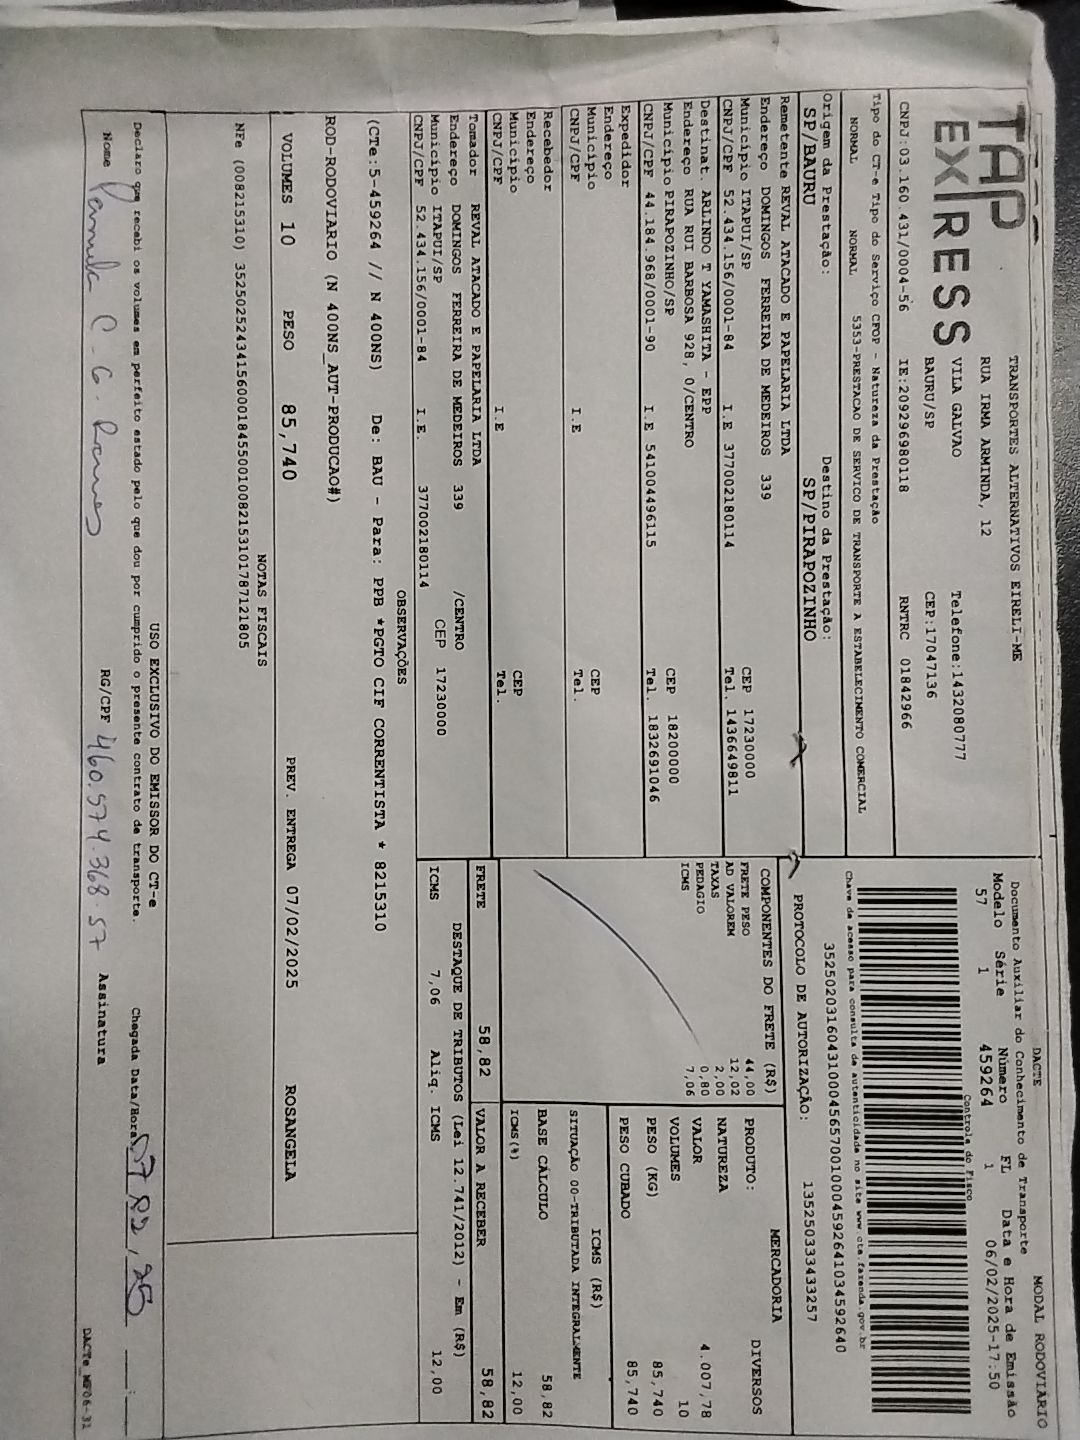 TAP
EXPRESS
TRANSPORTES ALTERNATIVOS EIRELI-ME
RUA IRMA ARMINDA, 12
VILA GALVAO Telefone:1432080777
BAURU/SP CEP:17047136
CNPJ:03.160.431/0004-56 IE:209296980118 RNTRC 01842966
Tipo do CT-e Tipo do Serviço CFOP - Natureza da Prestação
NORMAL NORMAL 5353-PRESTACAO DE SERVICO DE TRANSPORTE A ESTABELECIMENTO COMERCIAL
Origem da Prestação: Destino da Prestação:
SP/BAURU SP/PIRAPOZINHO
DACTE MODAL RODOVIÁRIO
Documento Auxiliar do Conhecimento de Transporte
Modelo Série Número FL Data e Hora de Emissão
57 1 459264 1 06/02/2025-17:50
Controle do Fisco
Chave de acesso para consulta de autenticidade no site www.cte.fazenda.gov.br
35250203160431000456570010004592641034592640
PROTOCOLO DE AUTORIZAÇÃO: 135250333433257
Remetente REVAL ATACADO E PAPELARIA LTDA
Endereço DOMINGOS FERREIRA DE MEDEIROS 339
Município ITAPUI/SP CEP 17230000
CNPJ/CPF 52.434.156/0001-84 I.E 377002180114 Tel. 1436649811
Destinat. ARLINDO T YAMASHITA - EPP
Endereço RUA RUI BARBOSA 928, 0/CENTRO
Município PIRAPOZINHO/SP CEP 18200000
CNPJ/CPF 44.184.968/0001-90 I.E 541004496115 Tel. 1832691046
Expedidor
Endereço
Município CEP
CNPJ/CPF I.E Tel.
Recebedor
Endereço
Município CEP
CNPJ/CPF I.E Tel.
Tomador REVAL ATACADO E PAPELARIA LTDA
Endereço DOMINGOS FERREIRA DE MEDEIROS 339 /CENTRO
Município ITAPUI/SP CEP 17230000
CNPJ/CPF 52.434.156/0001-84 I.E. 377002180114
COMPONENTES DO FRETE (R$)
FRETE PESO 44,00
AD VALOREM 12,02
TAXAS 2,00
PEDAGIO 0,80
ICMS 7,06
MERCADORIA
PRODUTO: DIVERSOS
NATUREZA
VALOR 4.007,78
VOLUMES 10
PESO (KG) 85,740
PESO CUBADO 85,740
ICMS (R$)
SITUAÇÃO 00-TRIBUTADA INTEGRALMENTE
BASE CÁLCULO 58,82
ICMS(%) 12,00
FRETE 58,82 VALOR A RECEBER 58,82
DESTAQUE DE TRIBUTOS (Lei 12.741/2012) - Em (R$)
ICMS 7,06 Aliq. ICMS 12,00
OBSERVAÇÕES
(CTe:5-459264 // N 400NS) De: BAU - Para: PPB *PGTO CIF CORRENTISTA * 8215310
ROD-RODOVIARIO (N 400NS_AUT-PRODUCAO#)
VOLUMES 10 PESO 85,740 PREV. ENTREGA 07/02/2025 ROSANGELA
NOTAS FISCAIS
NFe (008215310) 35250252434156000184550010082153101787121805
USO EXCLUSIVO DO EMISSOR DO CT-e
Declaro que recebi os volumes em perfeito estado pelo que dou por cumprido o presente contrato de transporte. Chegada Data/Hora 07 02, 25
Nome C. G. RG/CPF 460.574.368-57 Assinatura
DACTe_MF06-31